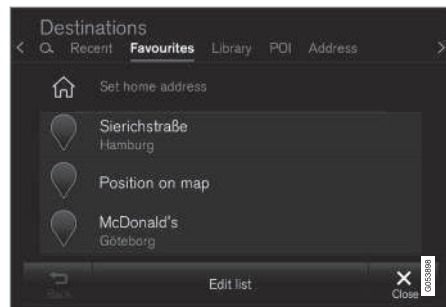 Destinations
Recent Favourites Library POI Address
Set home address
Sierichstraße
Hamburg
Position on map
McDonald's
Göteborg
Back Edit list Close
G053898